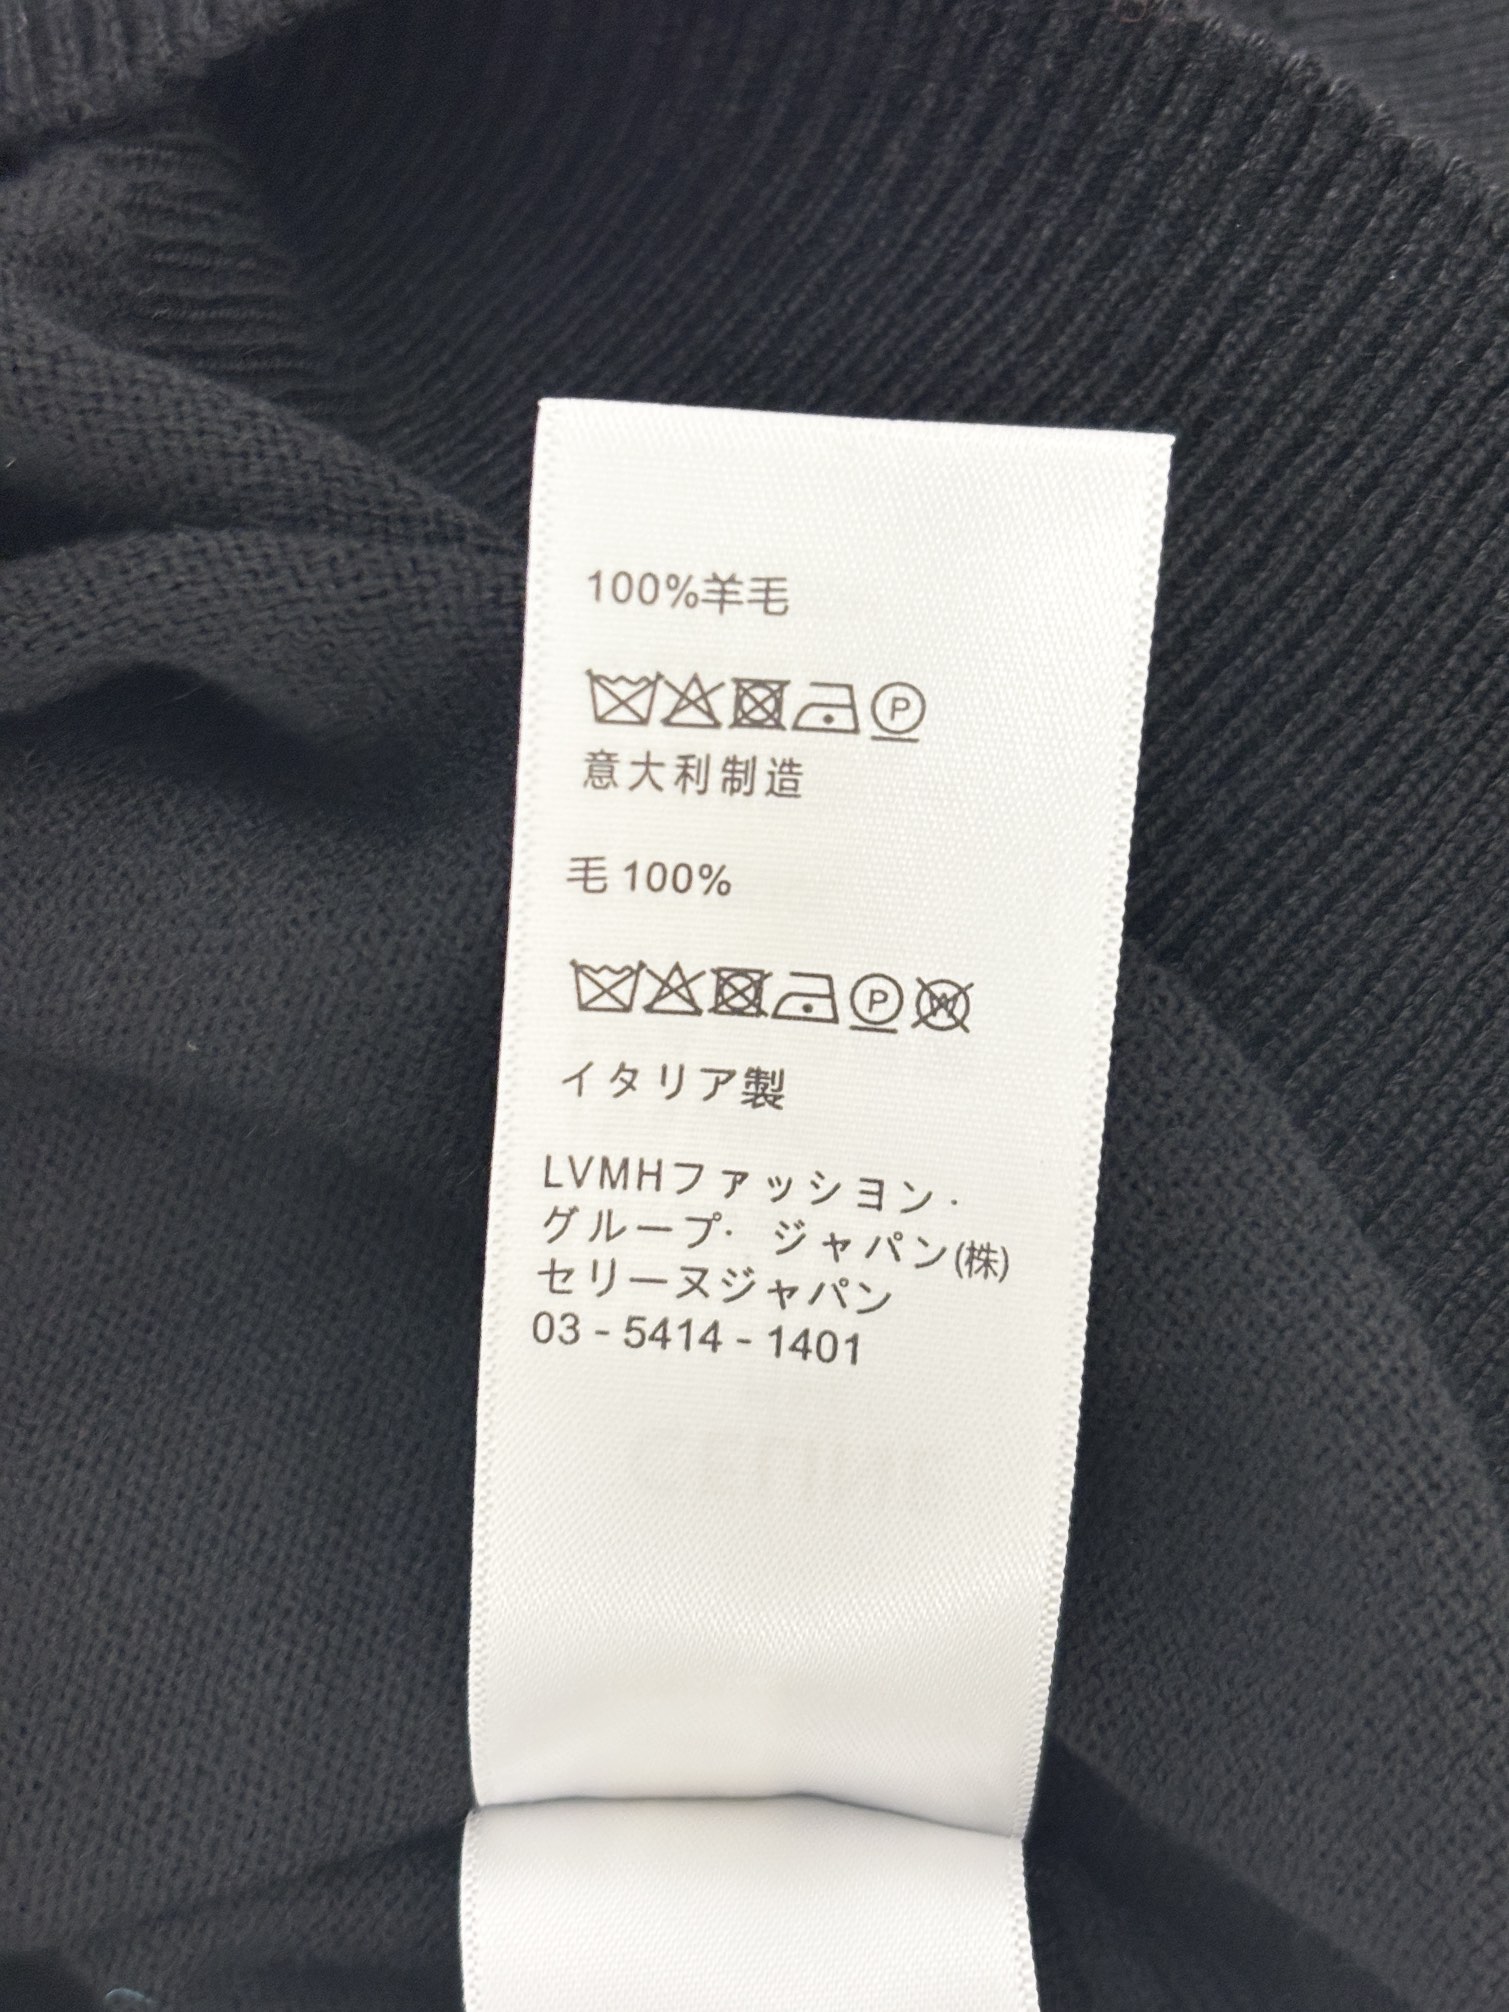 100%羊毛
P
意大利制造
毛 100%
P W
イタリア製
LVMHファッション・
グループ・ ジャパン(株)
セリーヌジャパン
03 - 5414 - 1401